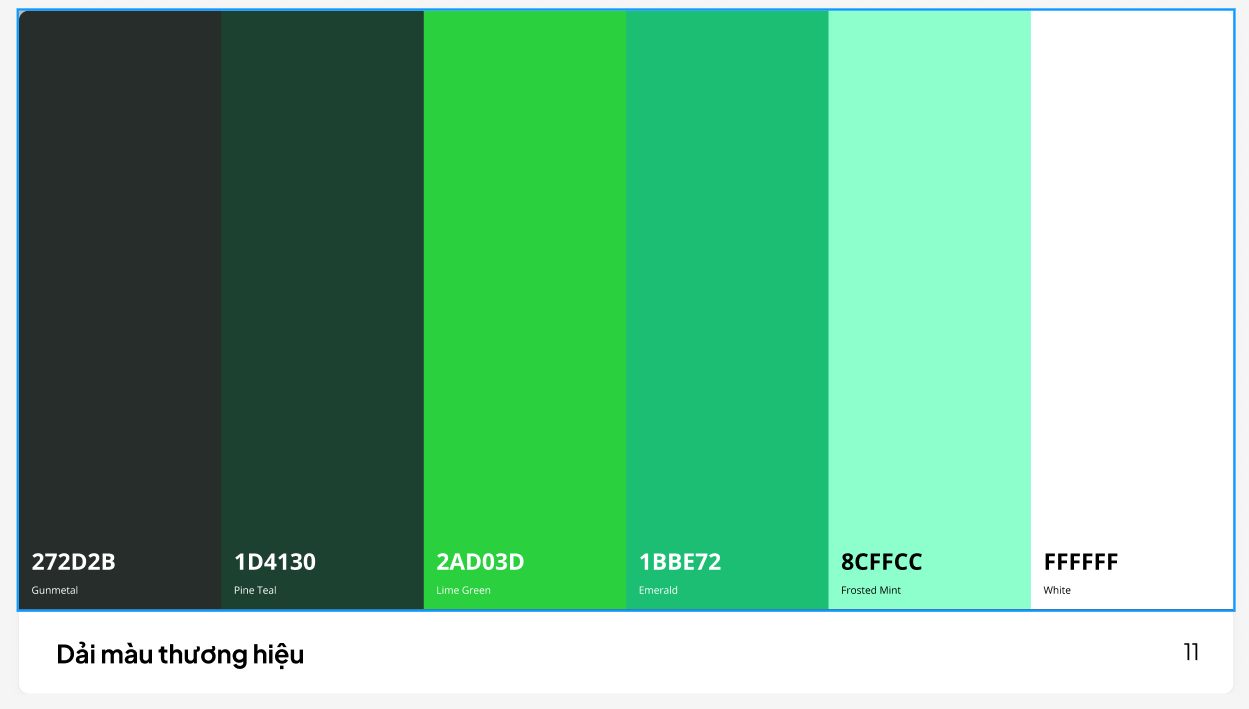 272D2B
Gunmetal
1D4130
Pine Teal
2AD03D
Lime Green
1BBE72
Emerald
8CFFCC
Frosted Mint
FFFFFF
White
Dải màu thương hiệu
11